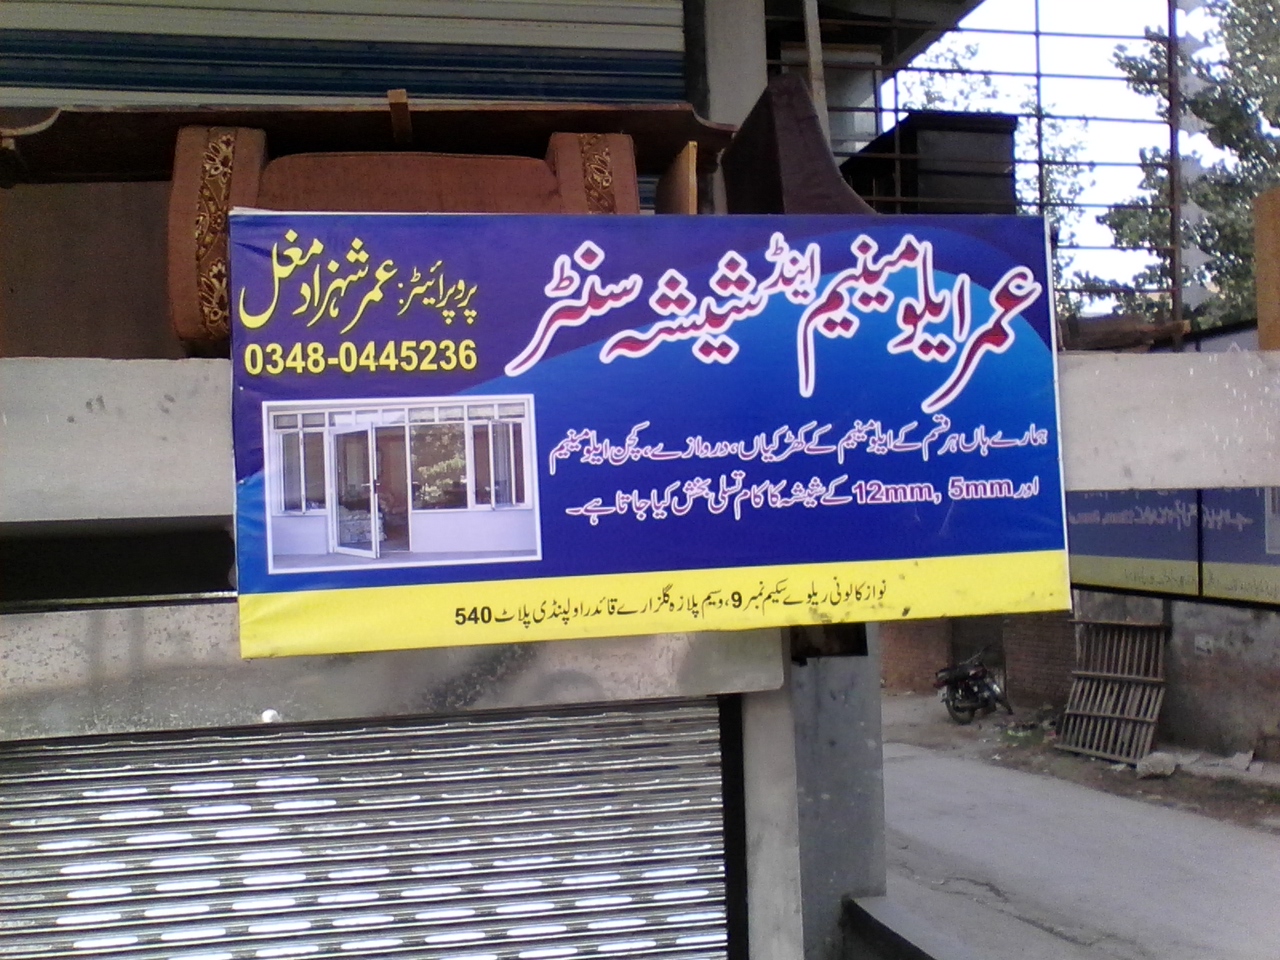 عمر ایلومینیم اینڈ شیشہ سنٹر
پروپرائیٹر: عمر شہزاد مغل
0348-0445236
ہمارے ہاں ہر قسم کے ایلومینیم کے کھڑکیاں، دروازے، کچن ایلومینیم
اور 5mm ,12mm کے شیشہ کا کام تسلی بخش کیا جاتا ہے۔
نواز کالونی ریلوے سکیم نمبر 9، وسیم پلازہ گلزارے قائد راولپنڈی پلاٹ 540